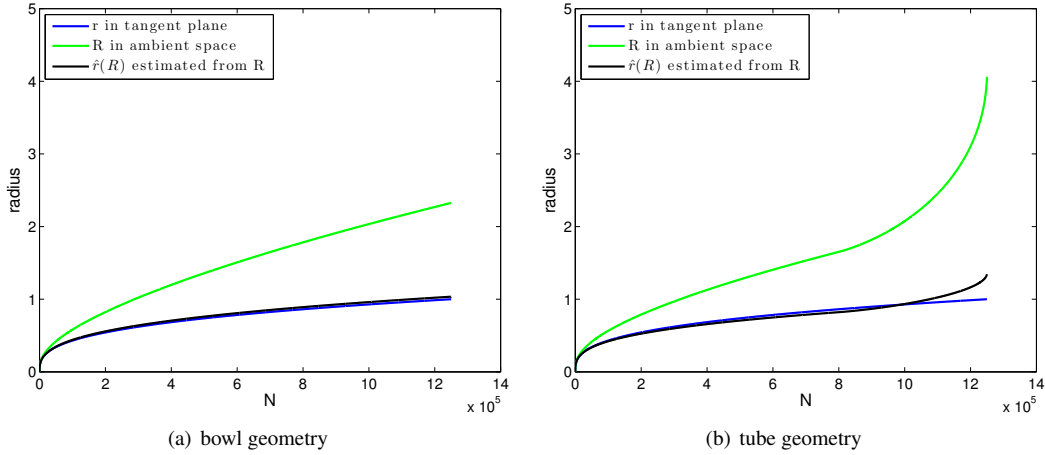 r in tangent plane
R in ambient space
r̂(R) estimated from R
radius
5
4
3
2
1
0
0 2 4 6 8 10 12 14
N
x 10^5
(a) bowl geometry
r in tangent plane
R in ambient space
r̂(R) estimated from R
radius
5
4
3
2
1
0
0 2 4 6 8 10 12 14
N
x 10^5
(b) tube geometry